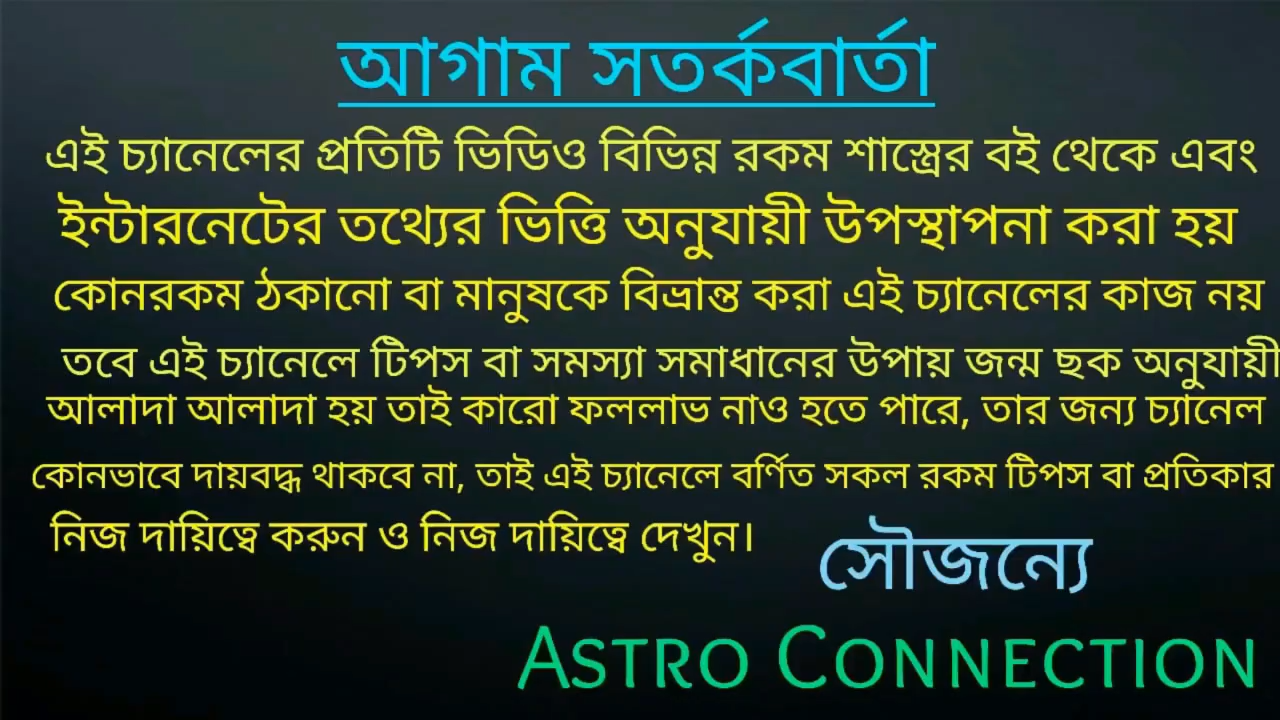 আগাম সতর্কবার্তা
এই চ্যানেলের প্রতিটি ভিডিও বিভিন্ন রকম শাস্ত্রের বই থেকে এবং
ইন্টারনেটের তথ্যের ভিত্তি অনুযায়ী উপস্থাপনা করা হয়
কোনরকম ঠকানো বা মানুষকে বিভ্রান্ত করা এই চ্যানেলের কাজ নয়
তবে এই চ্যানেলে টিপস বা সমস্যা সমাধানের উপায় জন্ম ছক অনুযায়ী
আলাদা আলাদা হয় তাই কারো ফললাভ নাও হতে পারে, তার জন্য চ্যানেল
কোনভাবে দায়বদ্ধ থাকবে না, তাই এই চ্যানেলে বর্ণিত সকল রকম টিপস বা প্রতিকার
নিজ দায়িত্বে করুন ও নিজ দায়িত্বে দেখুন।
সৌজন্যে
ASTRO CONNECTION